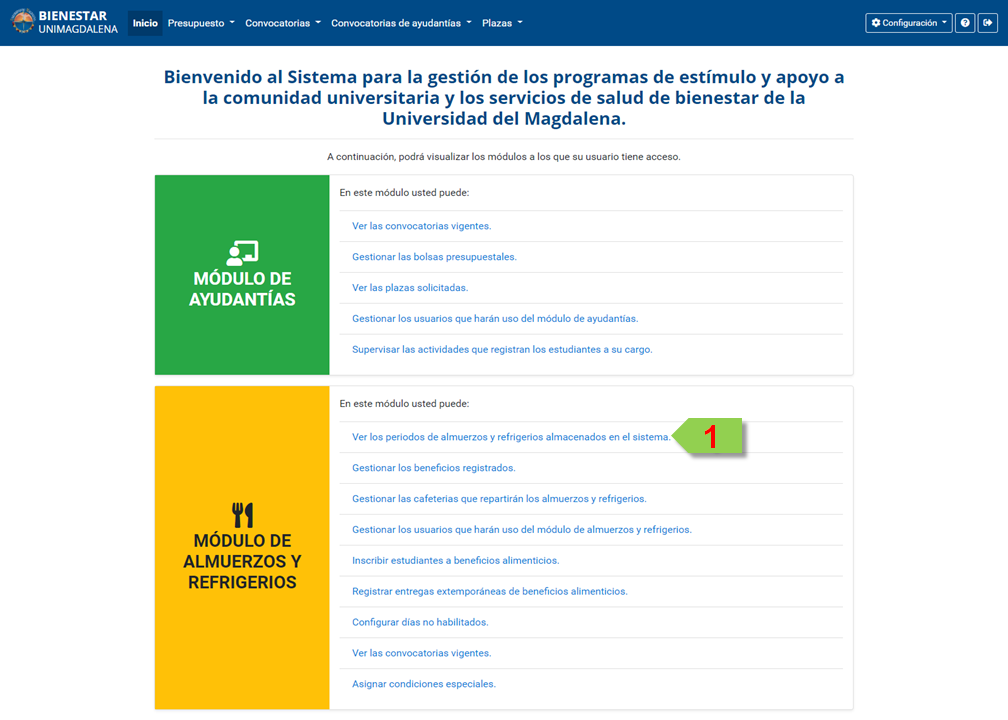 BIENESTAR
UNIMAGDALENA
Inicio
Presupuesto
Convocatorias
Convocatorias de ayudantías
Plazas
Configuración
?
Bienvenido al Sistema para la gestión de los programas de estímulo y apoyo a
la comunidad universitaria y los servicios de salud de bienestar de la
Universidad del Magdalena.
A continuación, podrá visualizar los módulos a los que su usuario tiene acceso.
MÓDULO DE
AYUDANTÍAS
En este módulo usted puede:
Ver las convocatorias vigentes.
Gestionar las bolsas presupuestales.
Ver las plazas solicitadas.
Gestionar los usuarios que harán uso del módulo de ayudantías.
Supervisar las actividades que registran los estudiantes a su cargo.
MÓDULO DE
ALMUERZOS Y
REFRIGERIOS
En este módulo usted puede:
Ver los periodos de almuerzos y refrigerios almacenados en el sistema.
1
Gestionar los beneficios registrados.
Gestionar las cafeterias que repartirán los almuerzos y refrigerios.
Gestionar los usuarios que harán uso del módulo de almuerzos y refrigerios.
Inscribir estudiantes a beneficios alimenticios.
Registrar entregas extemporáneas de beneficios alimenticios.
Configurar días no habilitados.
Ver las convocatorias vigentes.
Asignar condiciones especiales.